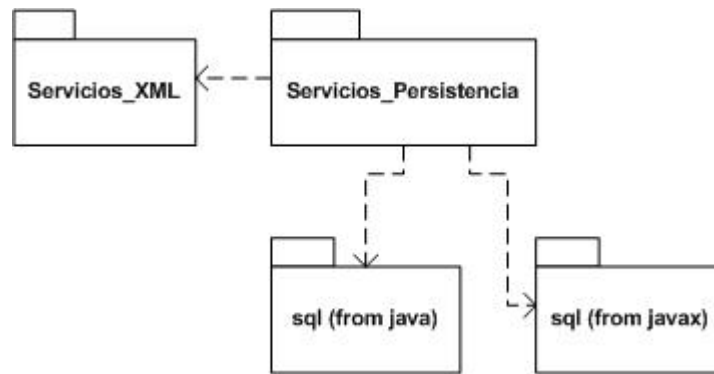 Servicios_XML
Servicios_Persistencia
sql (from java)
sql (from javax)